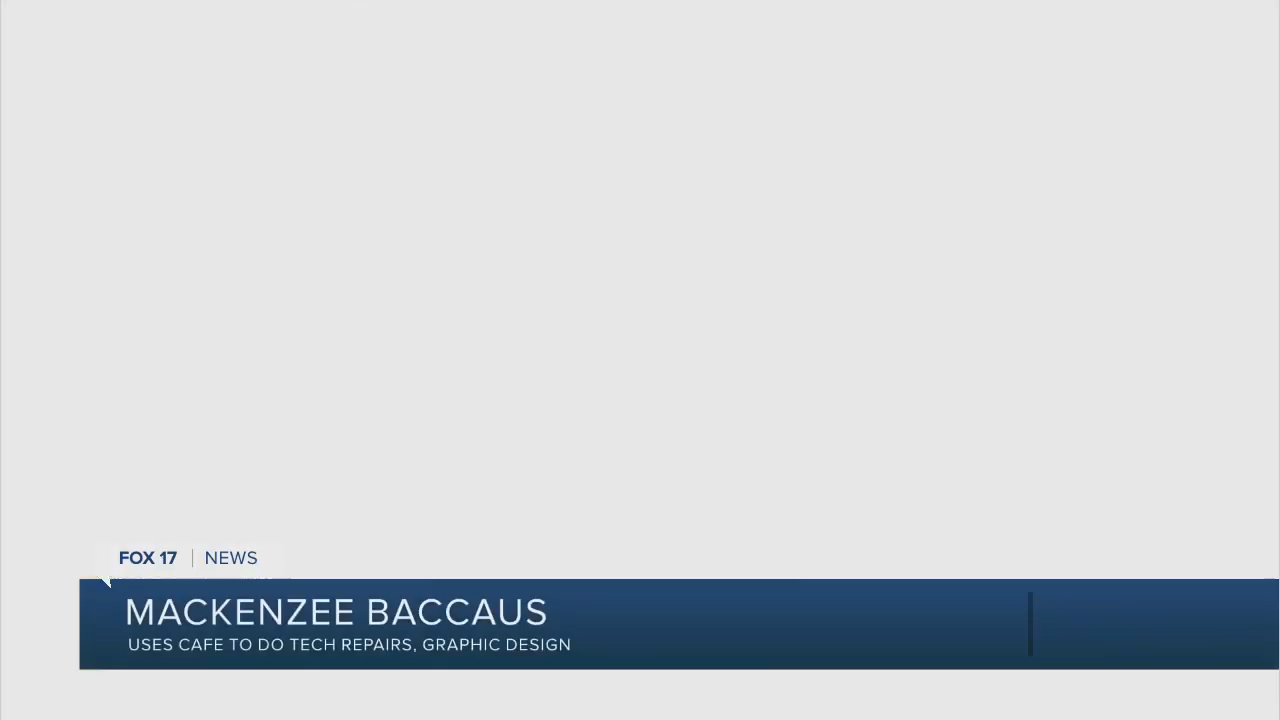 FOX 17 | NEWS
MACKENZEE BACCAUS
USES CAFE TO DO TECH REPAIRS, GRAPHIC DESIGN